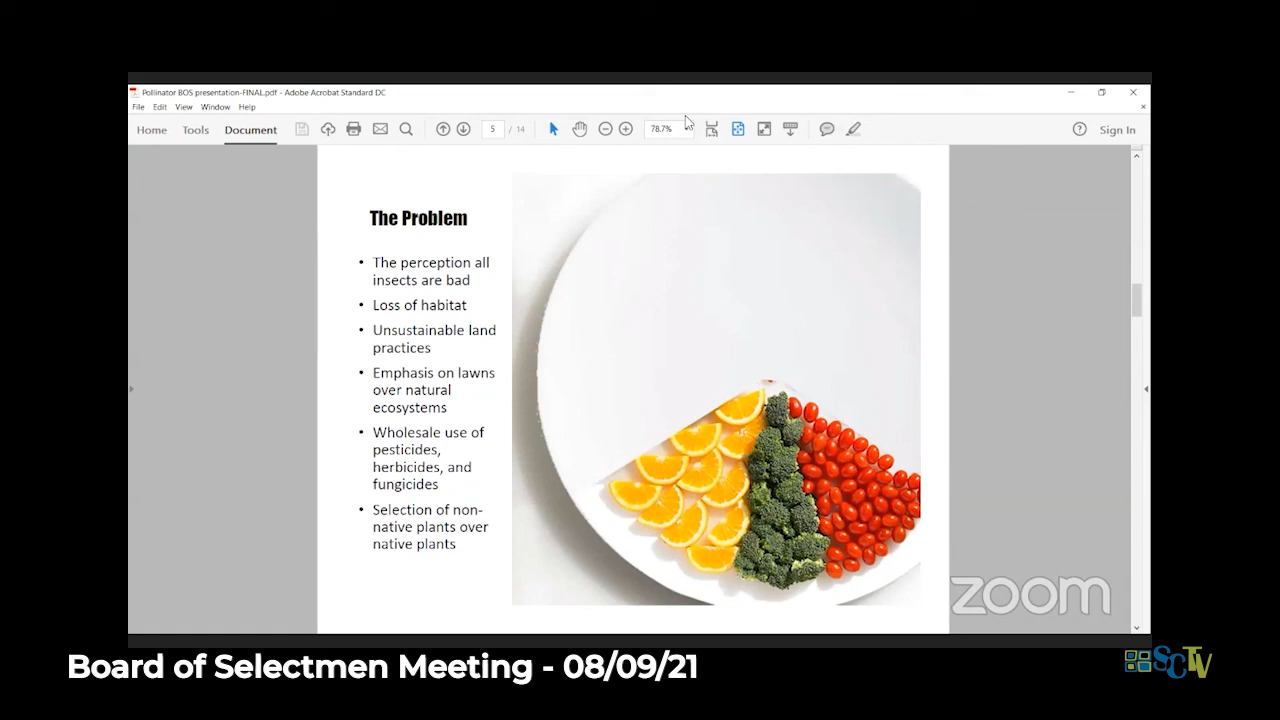 Pollinator BOS presentation-FINAL.pdf - Adobe Acrobat Standard DC
File Edit View Window Help
Home Tools Document 5 / 14 78.7% Sign In
The Problem
• The perception all
insects are bad
• Loss of habitat
• Unsustainable land
practices
• Emphasis on lawns
over natural
ecosystems
• Wholesale use of
pesticides,
herbicides, and
fungicides
• Selection of non-
native plants over
native plants
zoom
Board of Selectmen Meeting - 08/09/21
SCTV